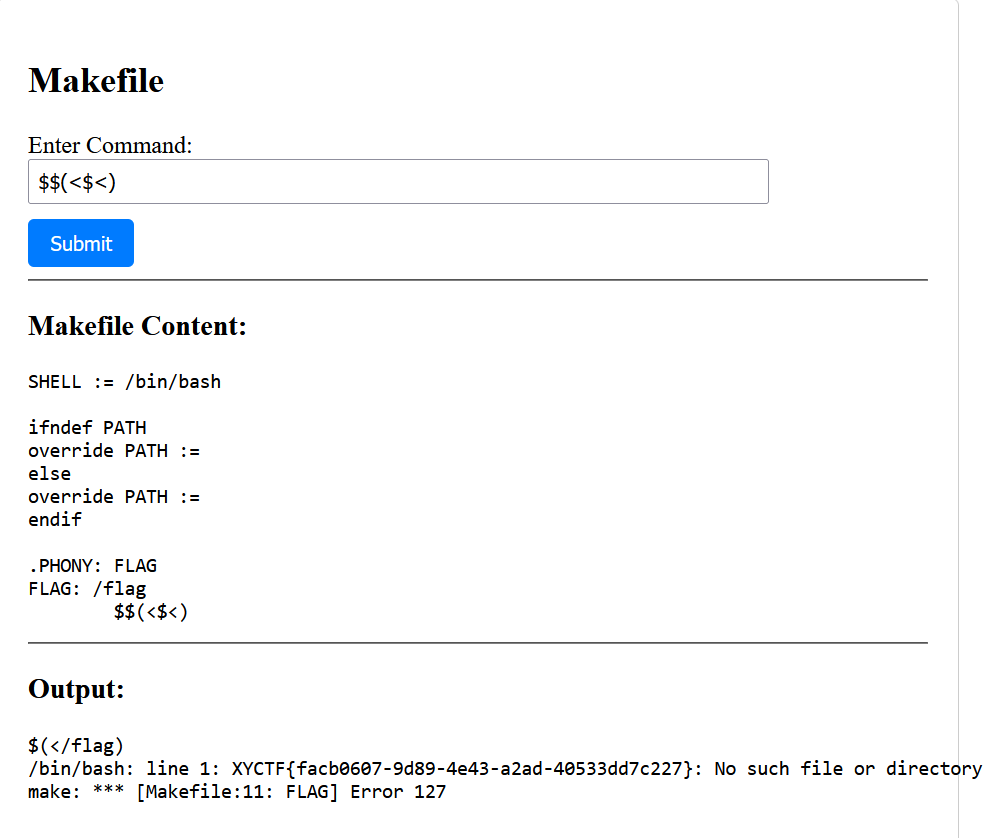 Makefile
Enter Command:
$$(<$<)
Submit
Makefile Content:
SHELL := /bin/bash
ifndef PATH
override PATH :=
else
override PATH :=
endif
.PHONY: FLAG
FLAG: /flag
$$(<$<)
Output:
$(</flag)
/bin/bash: line 1: XYCTF{facb0607-9d89-4e43-a2ad-40533dd7c227}: No such file or directory
make: *** [Makefile:11: FLAG] Error 127